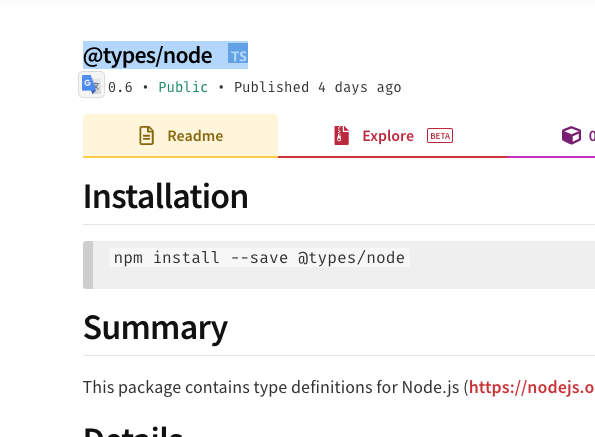 @types/node TS
0.6 • Public • Published 4 days ago
Readme
Explore BETA
0
Installation
npm install --save @types/node
Summary
This package contains type definitions for Node.js (https://nodejs.o
Details